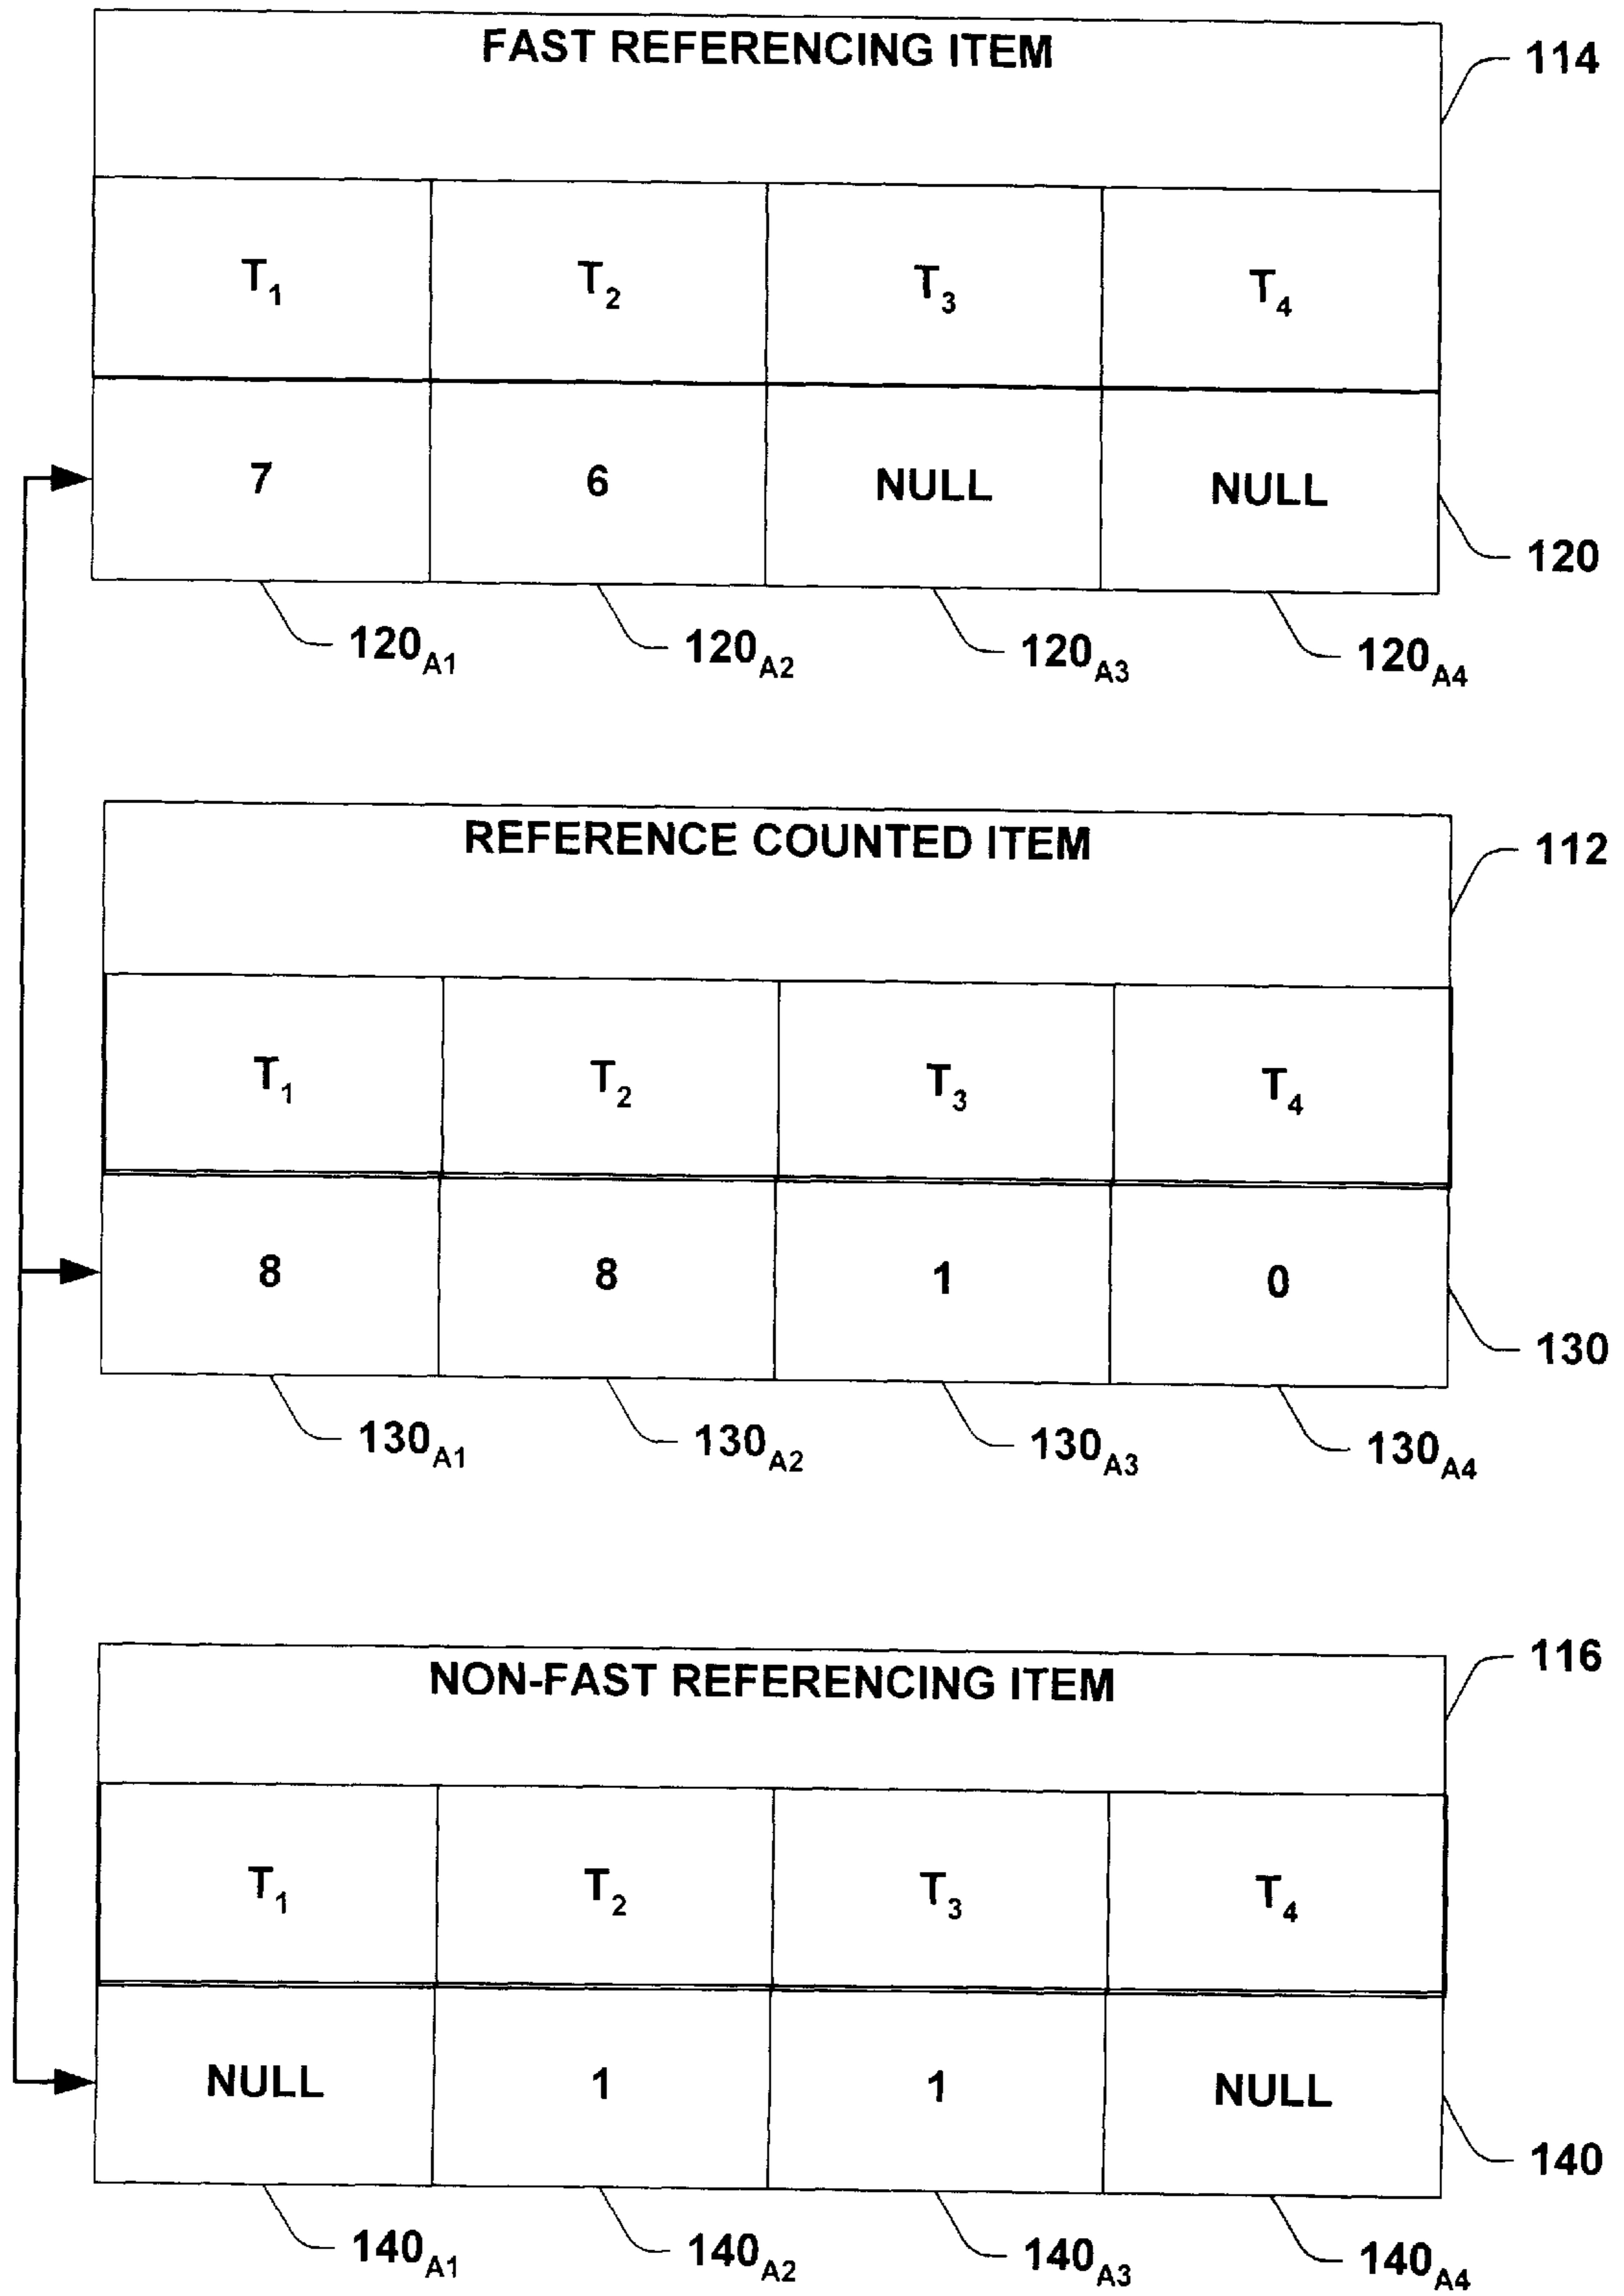 FAST REFERENCING ITEM
114
T1 T2 T3 T4
7 6 NULL NULL
120
120A1 120A2 120A3 120A4
REFERENCE COUNTED ITEM
112
T1 T2 T3 T4
8 8 1 0
130
130A1 130A2 130A3 130A4
NON-FAST REFERENCING ITEM
116
T1 T2 T3 T4
NULL 1 1 NULL
140
140A1 140A2 140A3 140A4